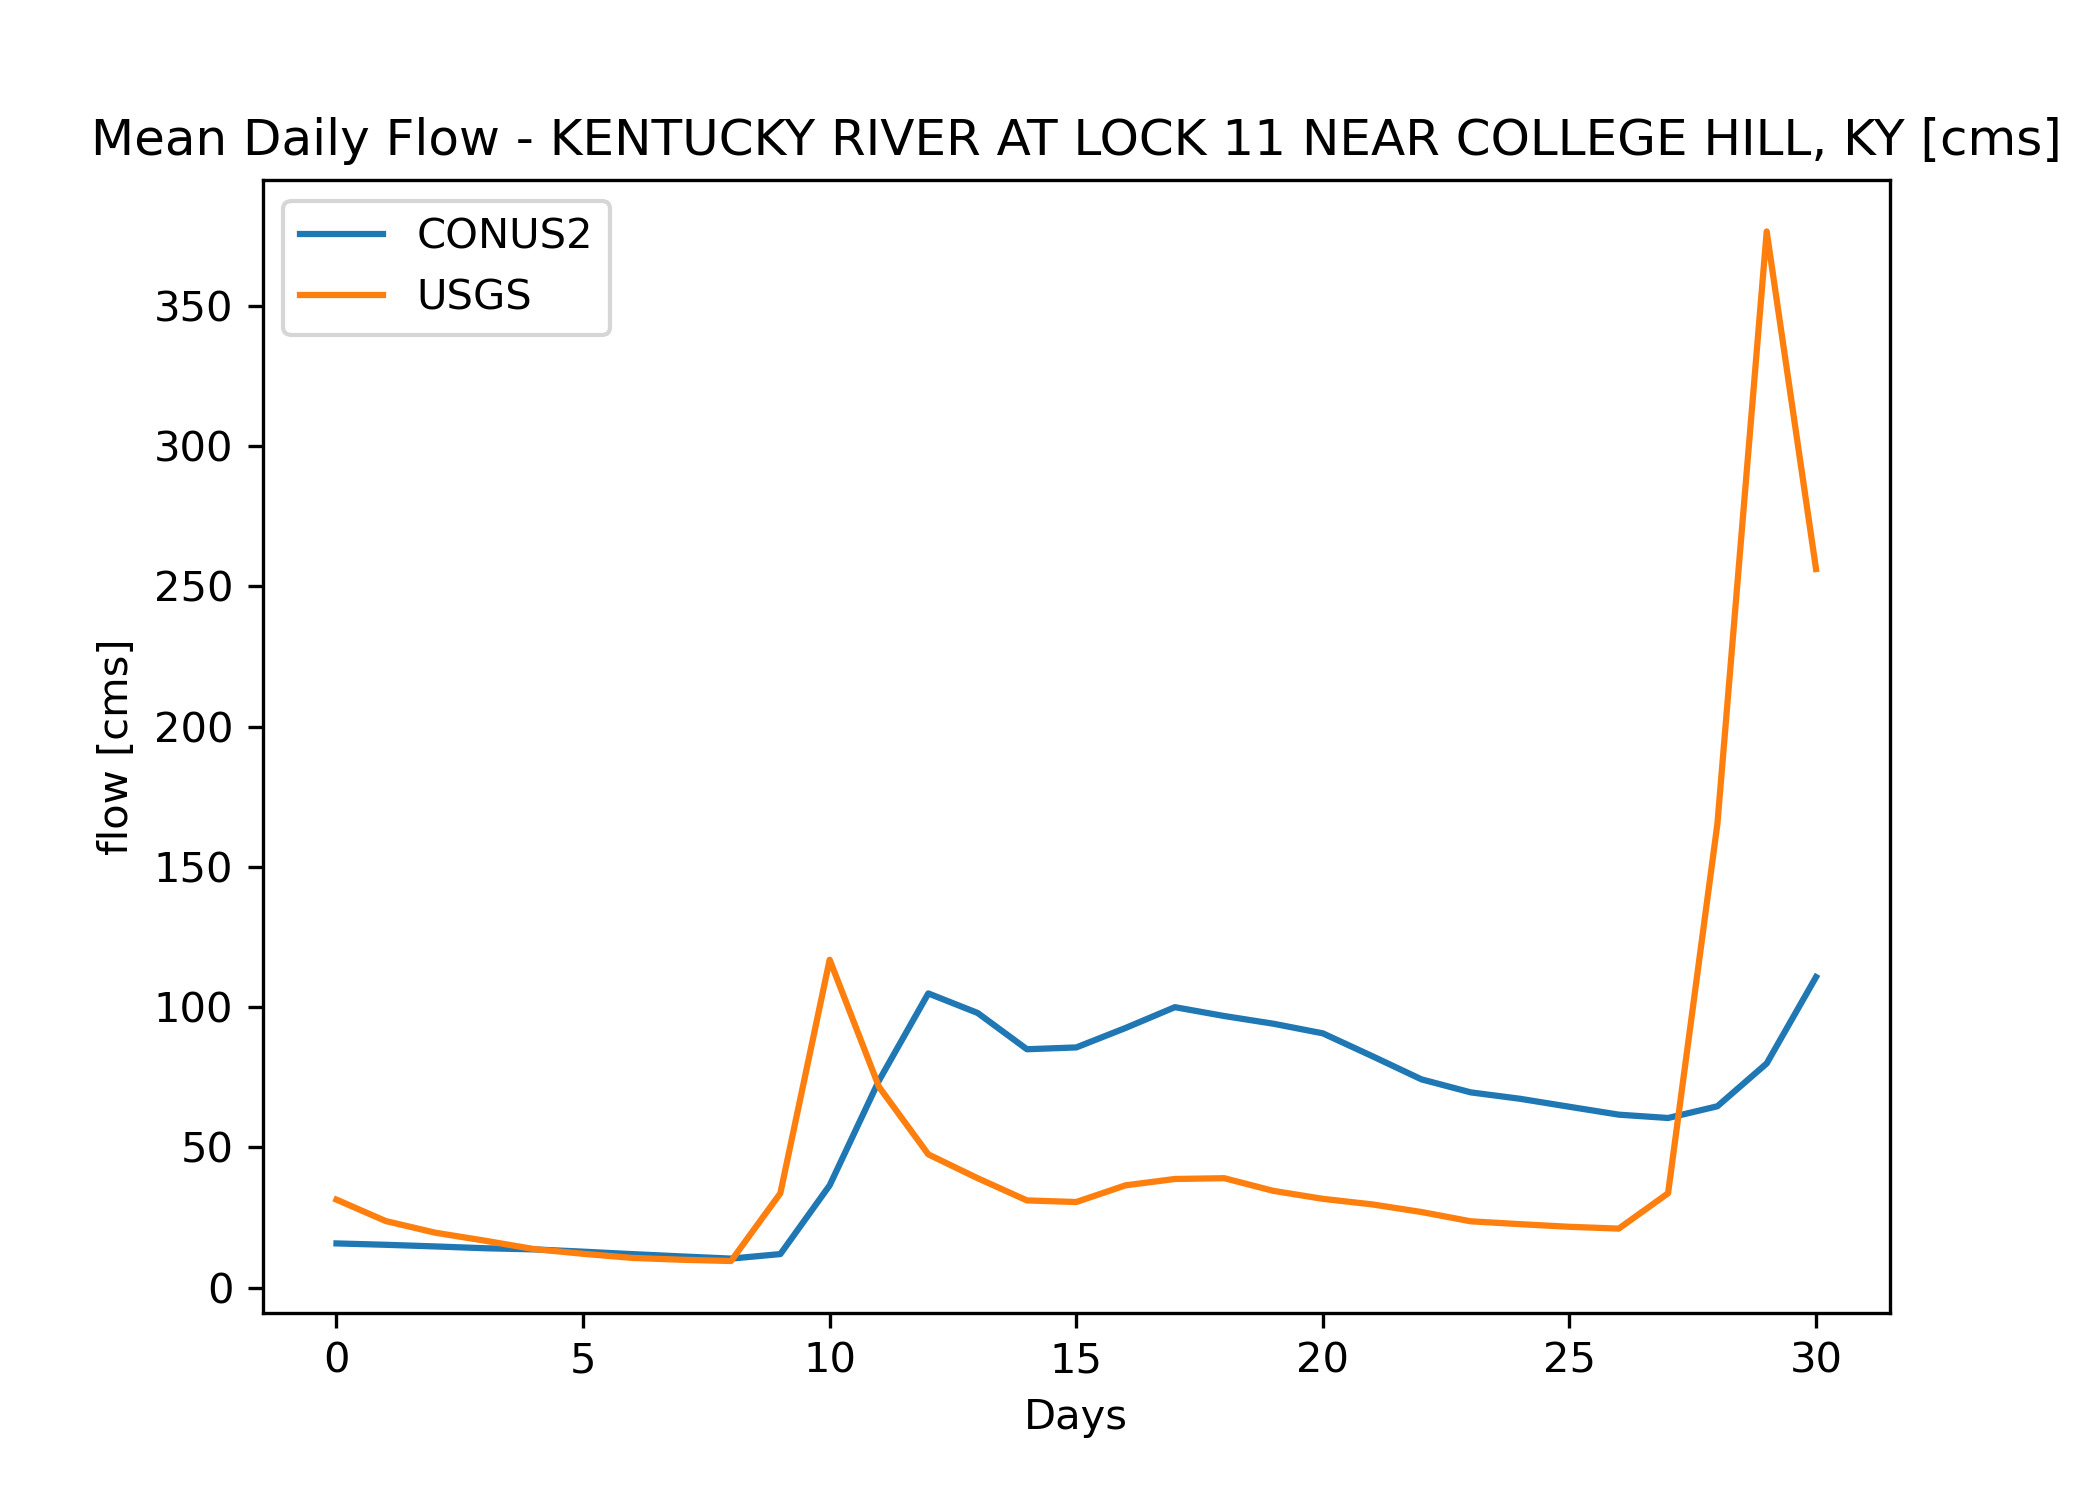 Mean Daily Flow - KENTUCKY RIVER AT LOCK 11 NEAR COLLEGE HILL, KY [cms]
CONUS2
USGS
350
300
250
200
150
100
50
0
flow [cms]
0 5 10 15 20 25 30
Days